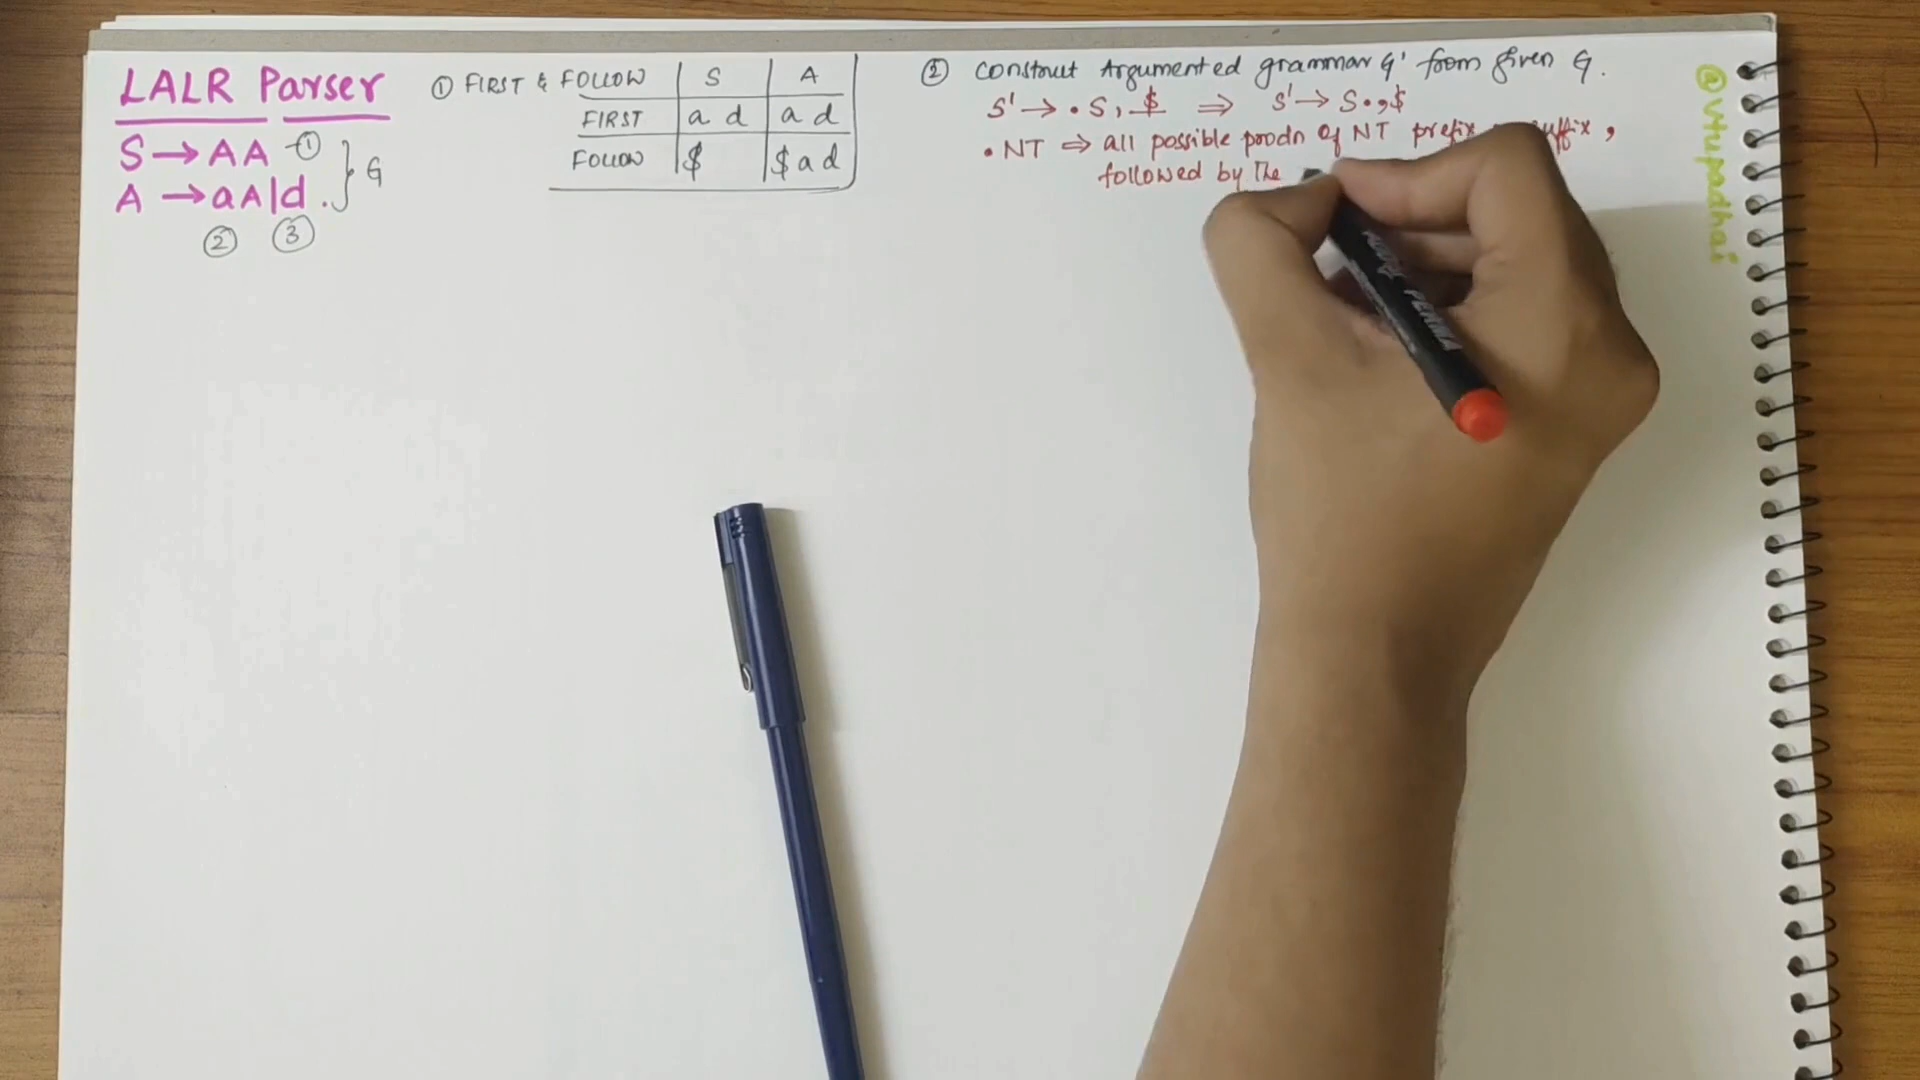 LALR Parser
S → AA ①
A → aA|d . } G
② ③
① FIRST & FOLLOW | S | A
FIRST | a d | a d
FOLLOW | $ | $ a d
② Construct Argumented grammar G' from given G.
S' → • S , $ ⇒ S' → S • , $
• NT ⇒ all possible prodn of NT prefix suffix ,
followed by The
@Vtupadhai